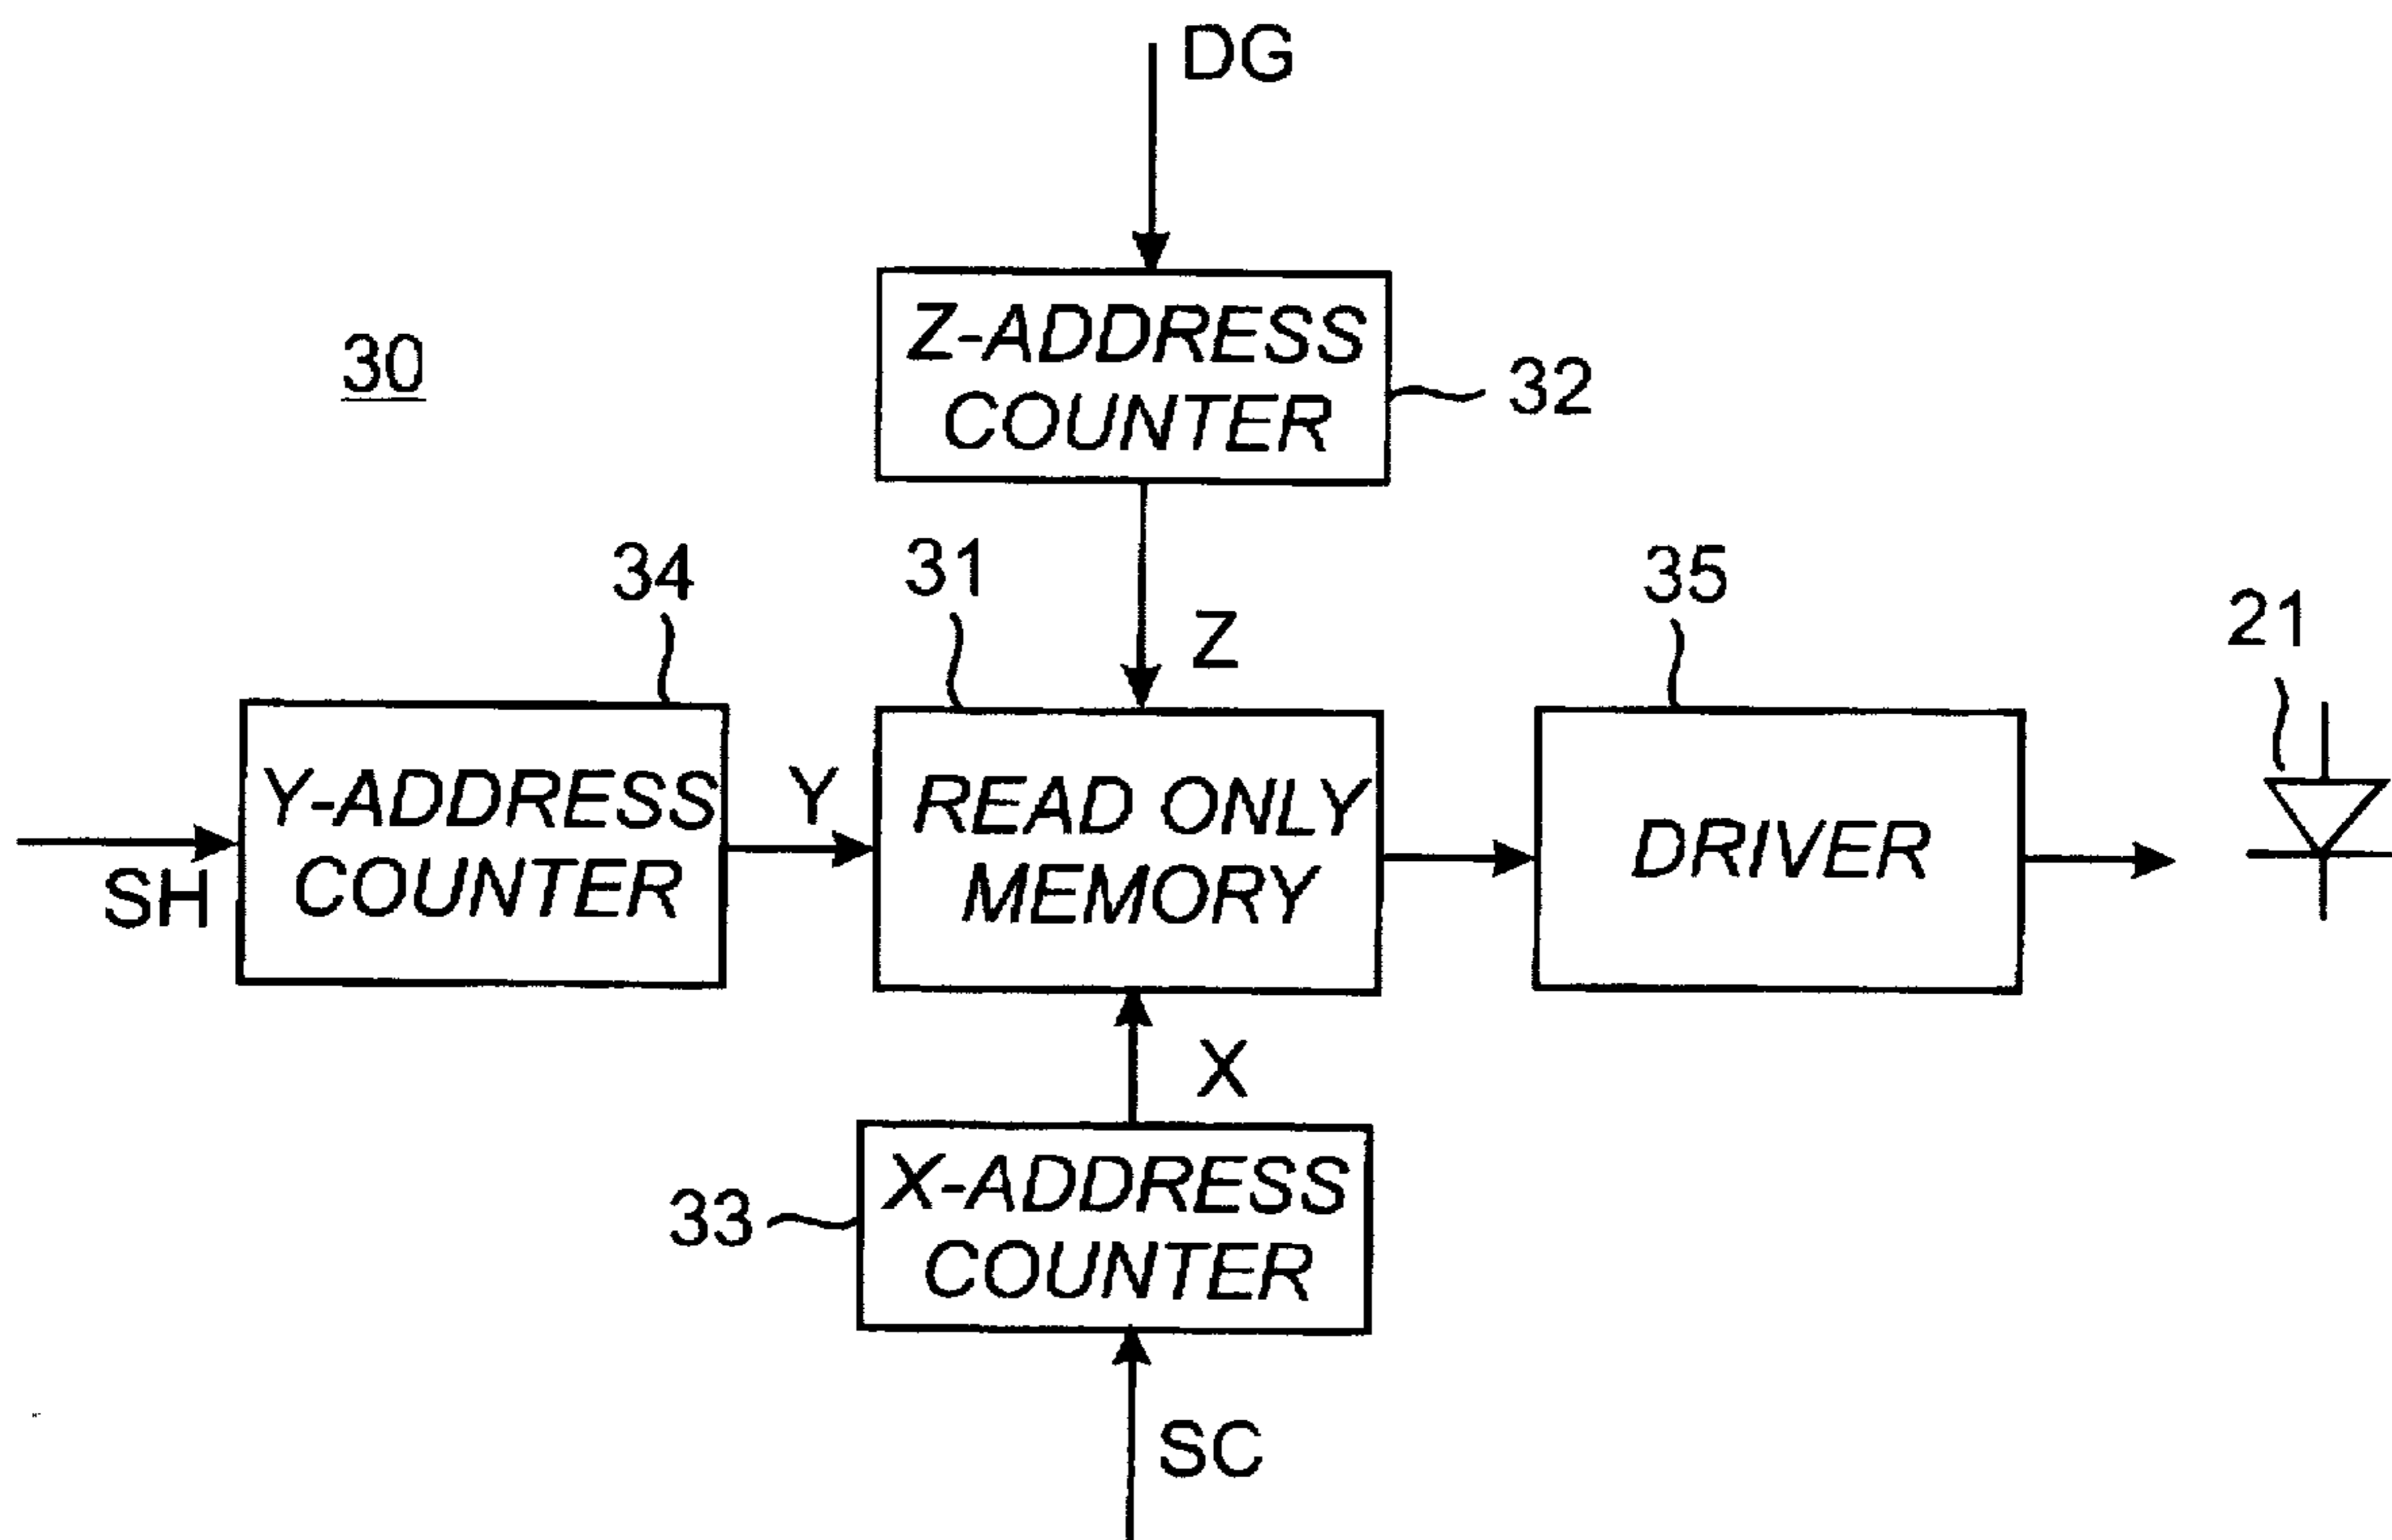 DG
Z-ADDRESS
COUNTER
32
30
34
31
Z
35
21
SH
Y-ADDRESS
COUNTER
Y
READ ONLY
MEMORY
DRIVER
X
33
X-ADDRESS
COUNTER
SC